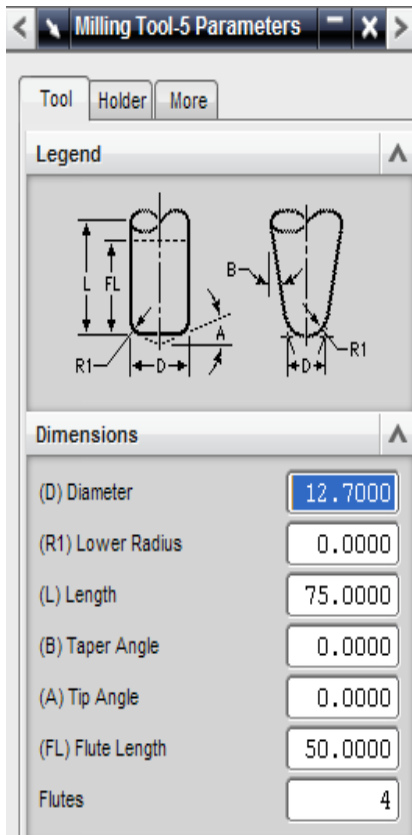 Milling Tool-5 Parameters
Tool Holder More
Legend
L FL B A
R1 D D R1
Dimensions
(D) Diameter 12.7000
(R1) Lower Radius 0.0000
(L) Length 75.0000
(B) Taper Angle 0.0000
(A) Tip Angle 0.0000
(FL) Flute Length 50.0000
Flutes 4